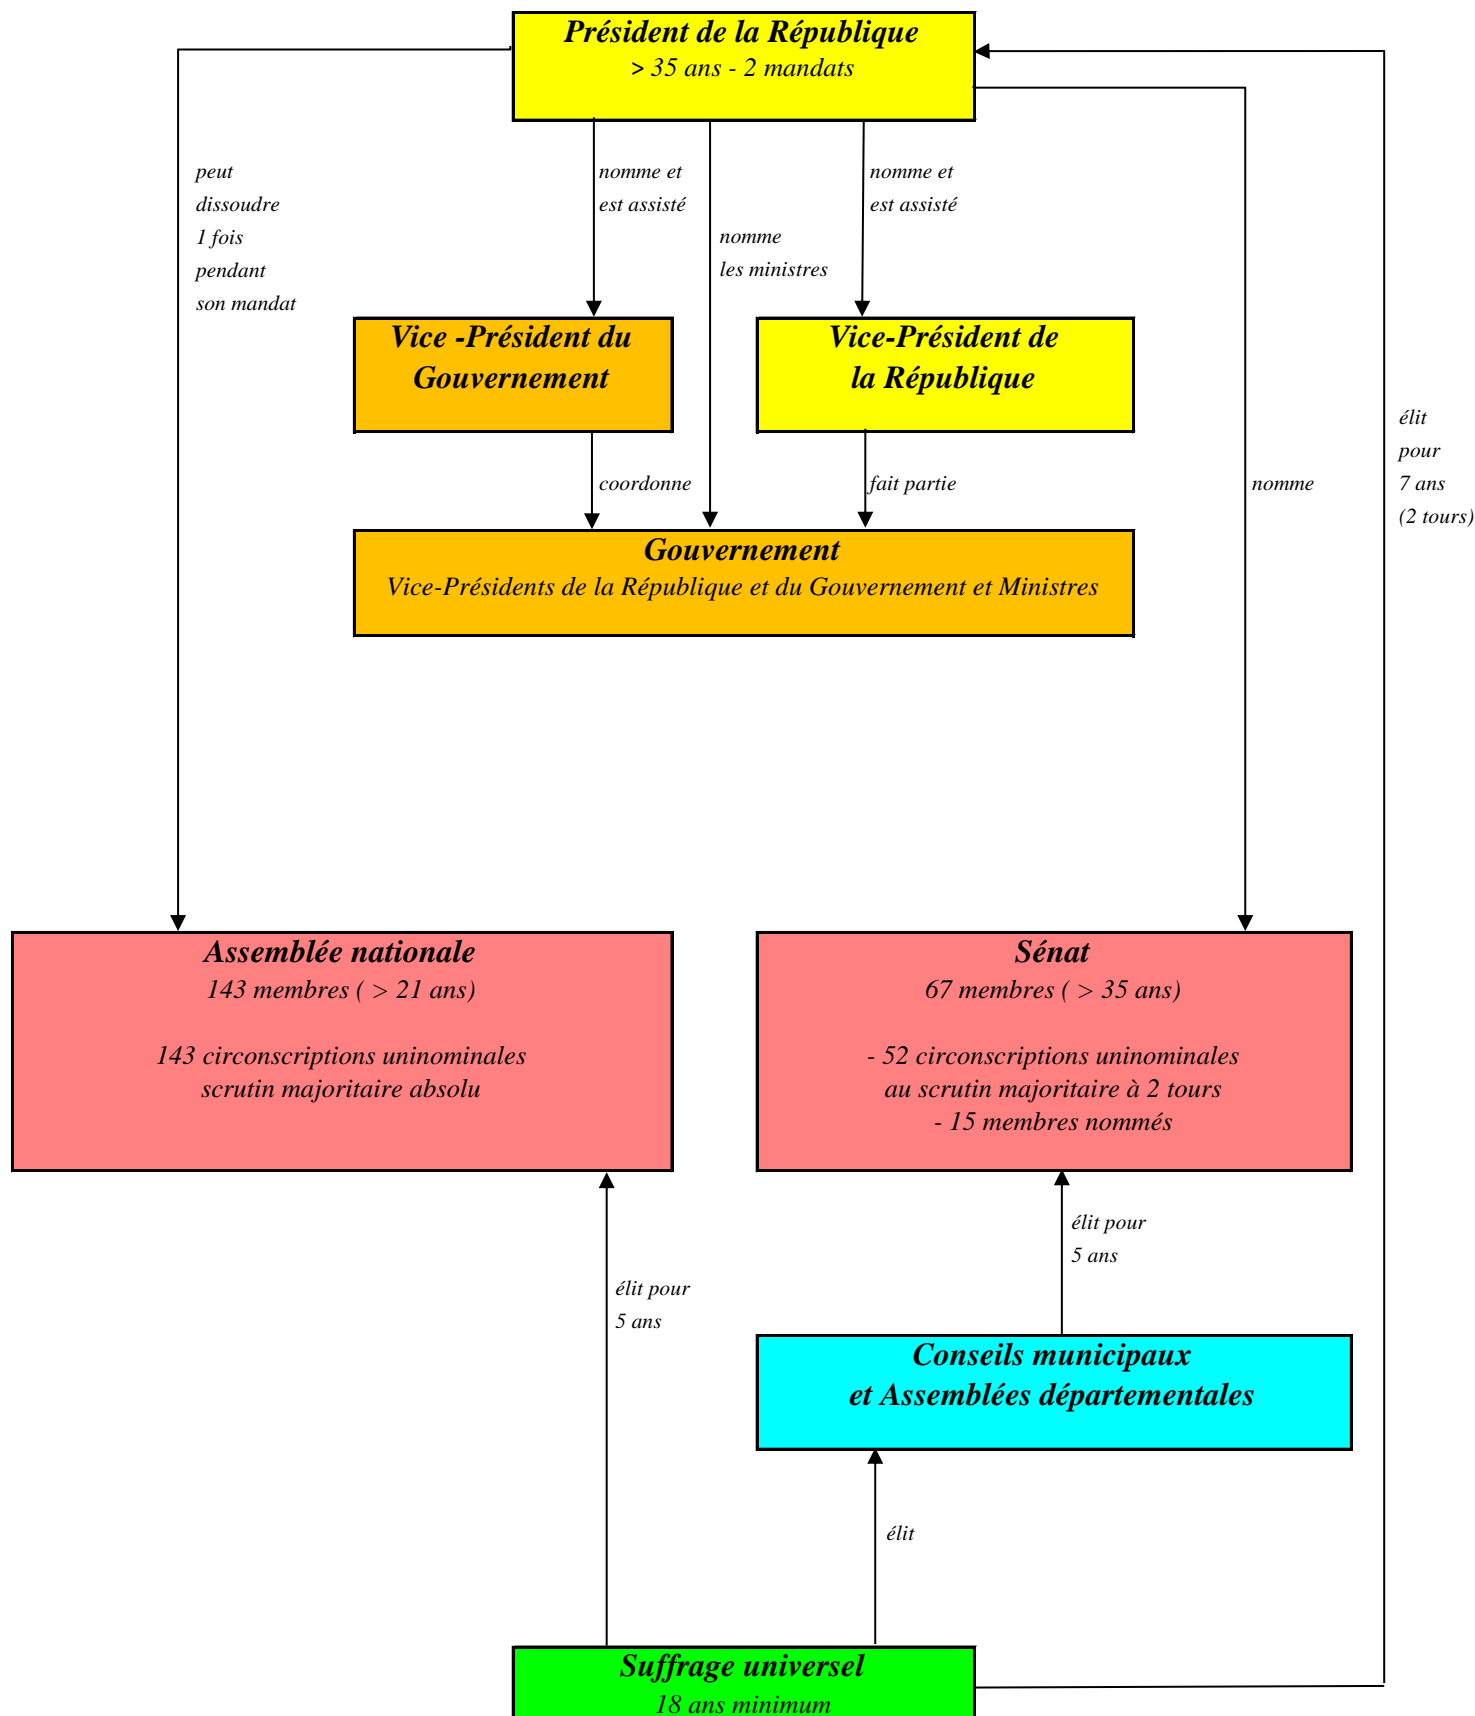 Président de la République
> 35 ans - 2 mandats
peut
dissoudre
1 fois
pendant
son mandat
nomme et
est assisté
nomme
les ministres
nomme et
est assisté
Vice -Président du
Gouvernement
Vice-Président de
la République
élit
pour
7 ans
(2 tours)
coordonne
fait partie
nomme
Gouvernement
Vice-Présidents de la République et du Gouvernement et Ministres
Assemblée nationale
143 membres ( > 21 ans)
143 circonscriptions uninominales
scrutin majoritaire absolu
Sénat
67 membres ( > 35 ans)
- 52 circonscriptions uninominales
au scrutin majoritaire à 2 tours
- 15 membres nommés
élit pour
5 ans
élit pour
5 ans
Conseils municipaux
et Assemblées départementales
élit
Suffrage universel
18 ans minimum